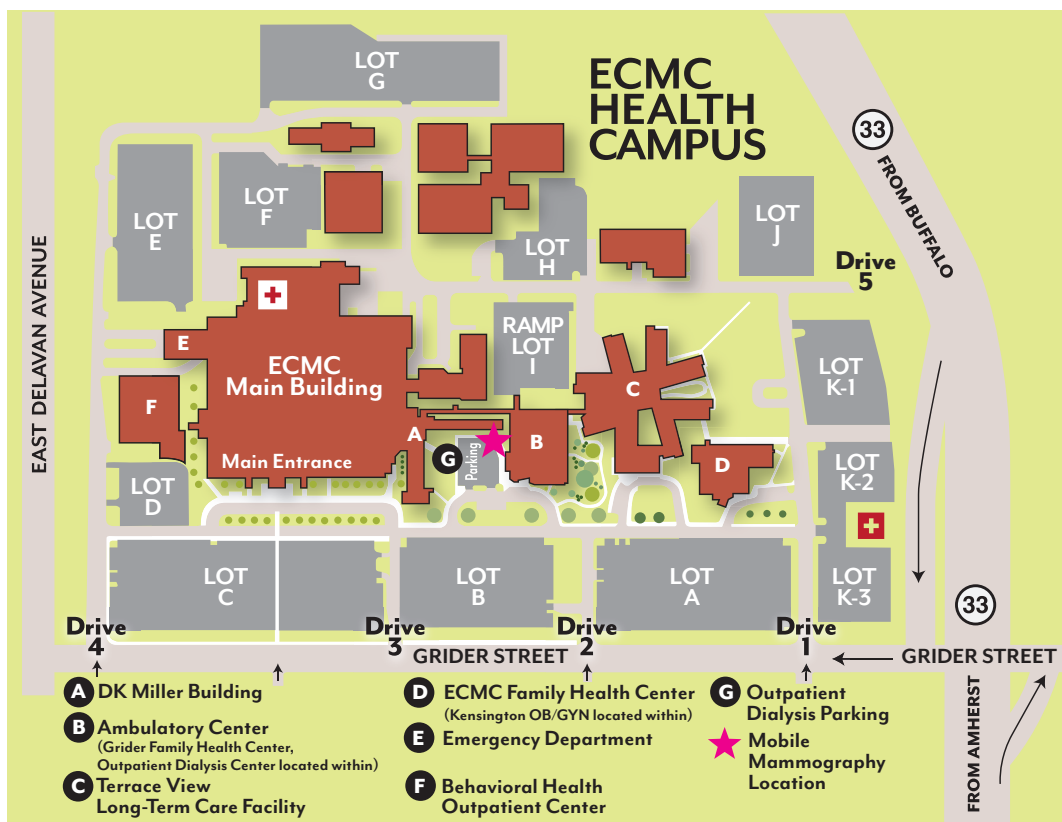 ECMC
HEALTH
CAMPUS
LOT
G
33
FROM BUFFALO
LOT
E
LOT
F
LOT
H
LOT
J
Drive
5
EAST DELAVAN AVENUE
RAMP
LOT
I
E
ECMC
Main Building
C
LOT
K-1
F
A
B
G
Parking
D
Main Entrance
LOT
D
LOT
K-2
LOT
C
LOT
B
LOT
A
LOT
K-3
33
Drive
4
Drive
3
Drive
2
Drive
1
GRIDER STREET
GRIDER STREET
FROM AMHERST
A DK Miller Building
B Ambulatory Center
(Grider Family Health Center,
Outpatient Dialysis Center located within)
C Terrace View
Long-Term Care Facility
D ECMC Family Health Center
(Kensington OB/GYN located within)
E Emergency Department
F Behavioral Health
Outpatient Center
G Outpatient
Dialysis Parking
Mobile
Mammography
Location